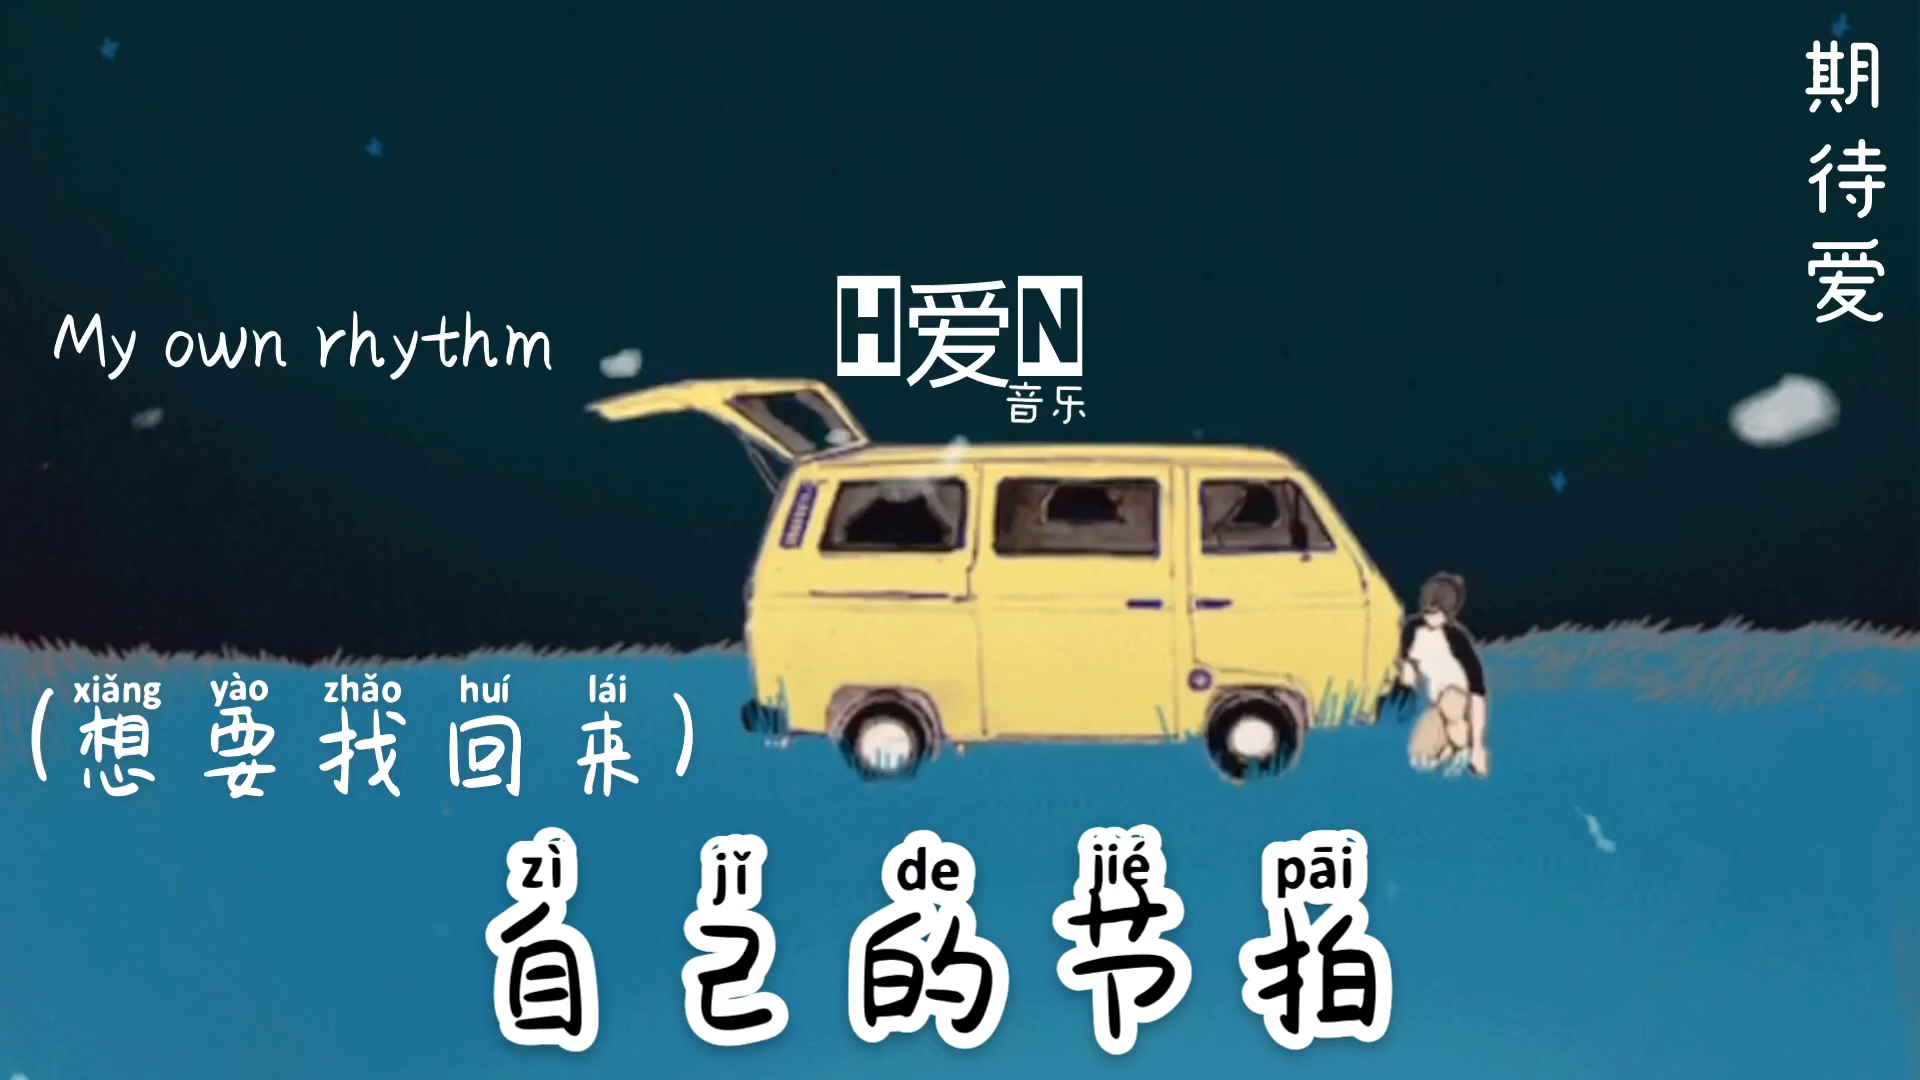 期待爱
H爱N
音乐
My own rhythm
xiǎng yào zhǎo huí lái
(想要找回来)
zì jǐ de jié pāi
自己的节拍